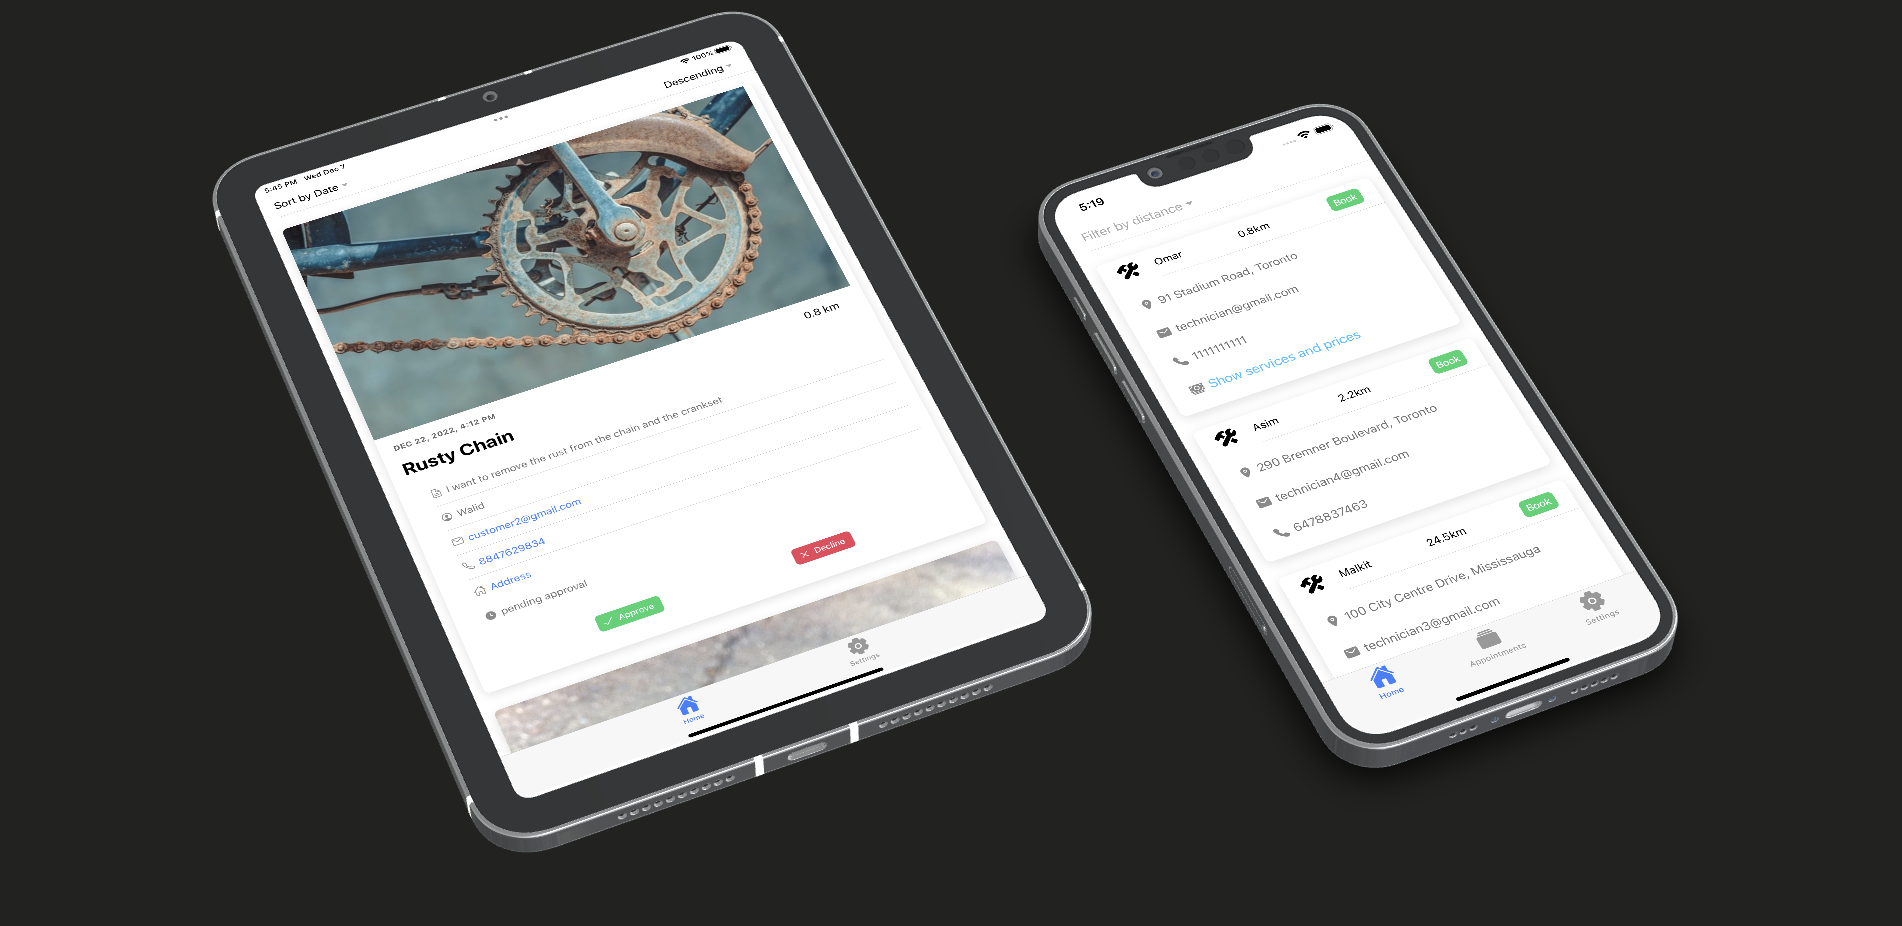 5:45 PM Wed Dec 7
100%
Sort by Date
Descending
0.8 km
DEC 22, 2022, 4:12 PM
Rusty Chain
I want to remove the rust from the chain and the crankset
Walid
customer2@gmail.com
8847629834
Address
pending approval
Approve
Decline
Home
Settings
5:19
Filter by distance
Omar
0.8km
Book
91 Stadium Road, Toronto
technician@gmail.com
1111111111
Show services and prices
Asim
2.2km
Book
290 Bremner Boulevard, Toronto
technician4@gmail.com
6478837463
Malkit
24.5km
Book
100 City Centre Drive, Mississauga
technician3@gmail.com
Home
Appointments
Settings